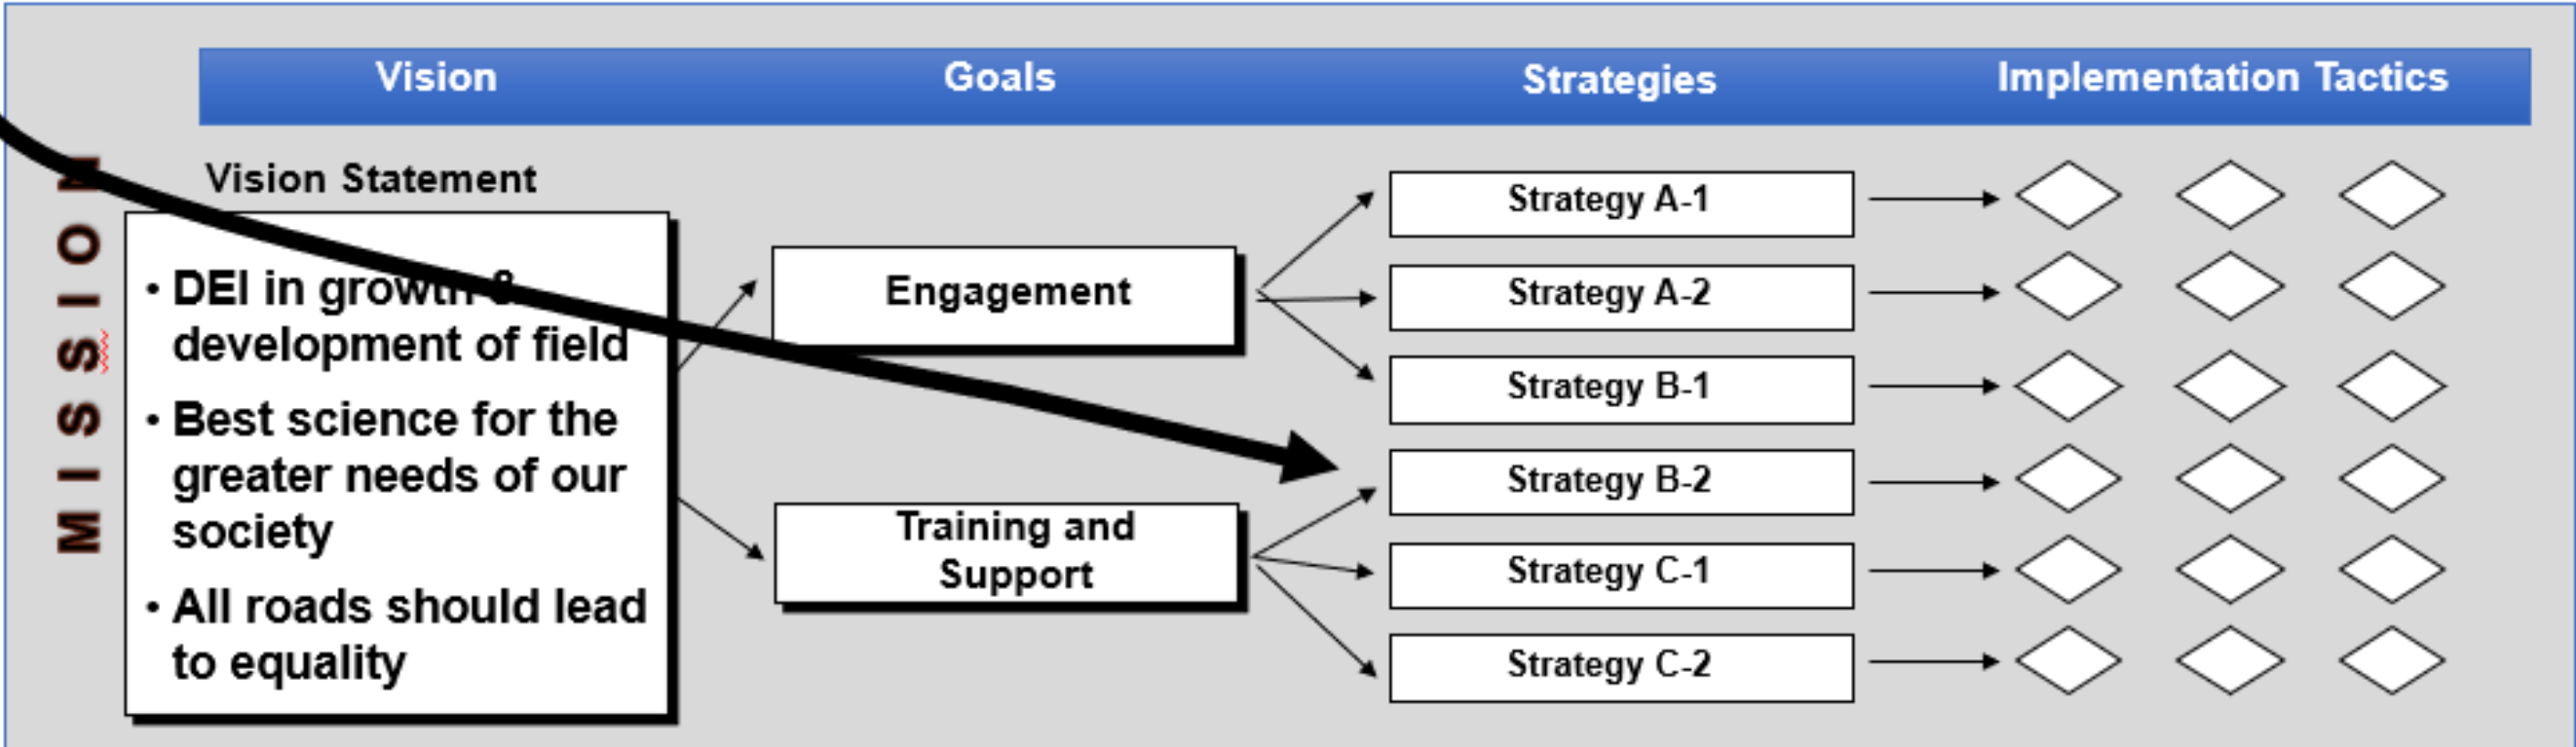 Vision Goals Strategies Implementation Tactics
MISSION
Vision Statement
• DEI in growth &
development of field
• Best science for the
greater needs of our
society
• All roads should lead
to equality
Engagement
Training and
Support
Strategy A-1
Strategy A-2
Strategy B-1
Strategy B-2
Strategy C-1
Strategy C-2